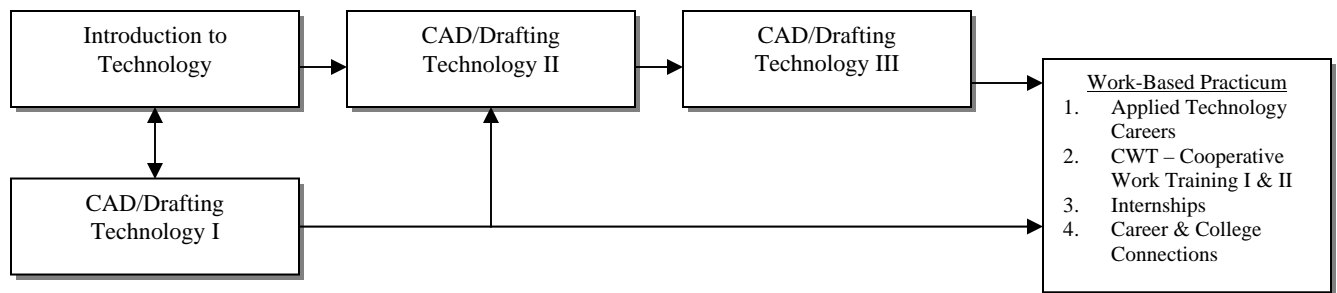 Introduction to
Technology
CAD/Drafting
Technology II
CAD/Drafting
Technology III
CAD/Drafting
Technology I
Work-Based Practicum
1. Applied Technology
Careers
2. CWT – Cooperative
Work Training I & II
3. Internships
4. Career & College
Connections